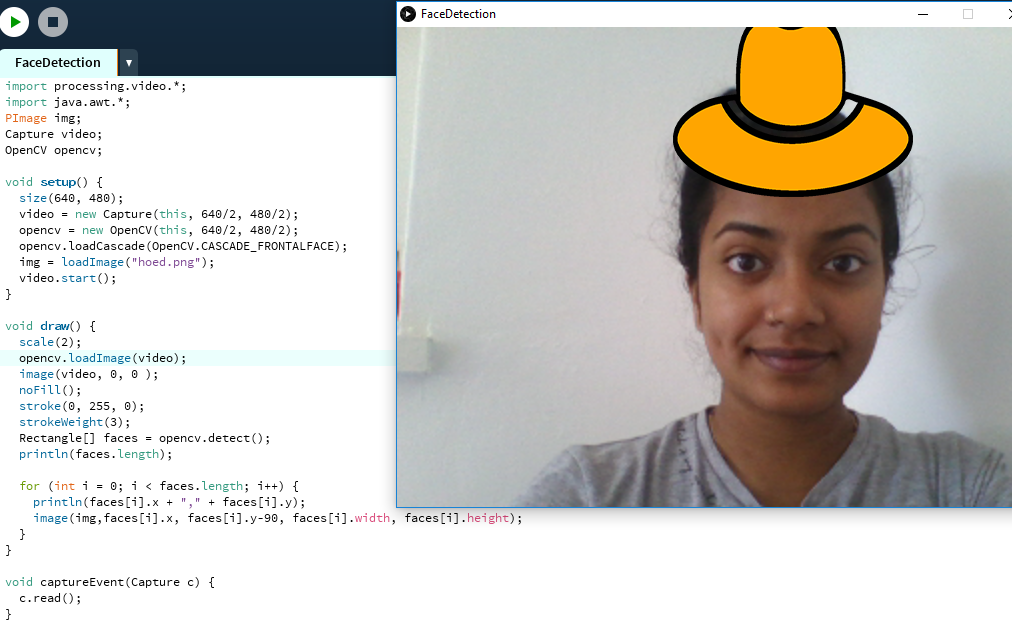 FaceDetection
FaceDetection
import processing.video.*;
import java.awt.*;
PImage img;
Capture video;
OpenCV opencv;

void setup() {
  size(640, 480);
  video = new Capture(this, 640/2, 480/2);
  opencv = new OpenCV(this, 640/2, 480/2);
  opencv.loadCascade(OpenCV.CASCADE_FRONTALFACE);
  img = loadImage("hoed.png");
  video.start();
}

void draw() {
  scale(2);
  opencv.loadImage(video);
  image(video, 0, 0 );
  noFill();
  stroke(0, 255, 0);
  strokeWeight(3);
  Rectangle[] faces = opencv.detect();
  println(faces.length);

  for (int i = 0; i < faces.length; i++) {
    println(faces[i].x + "," + faces[i].y);
    image(img,faces[i].x, faces[i].y-90, faces[i].width, faces[i].height);
  }
}

void captureEvent(Capture c) {
  c.read();
}